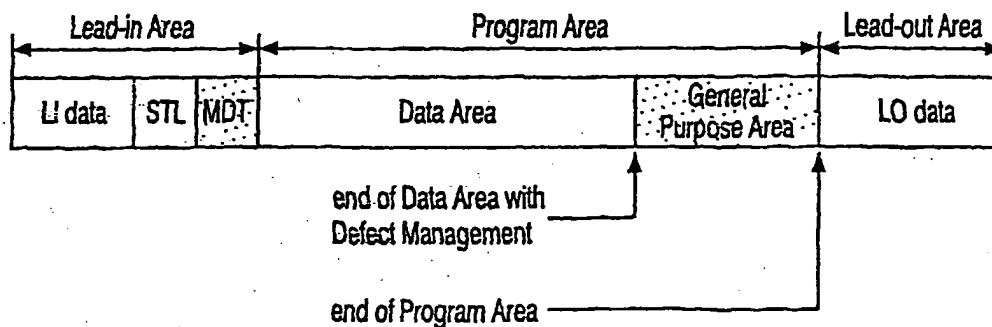 Lead-in Area
Program Area
Lead-out Area
LI data
STL
MDT
Data Area
General
Purpose Area
LO data
end of Data Area with
Defect Management
end of Program Area